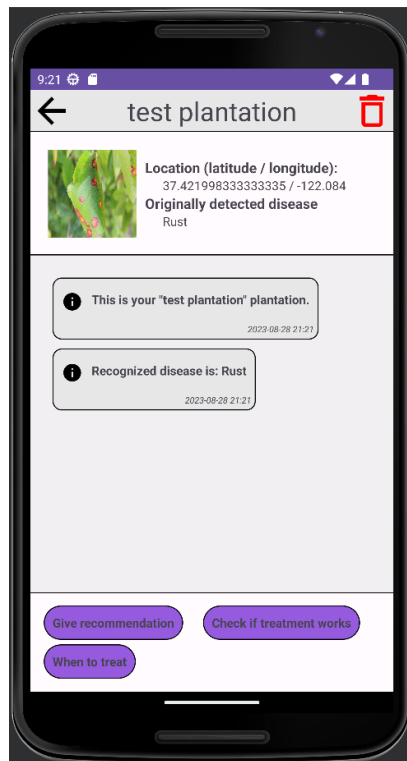 9:21
test plantation
Location (latitude / longitude):
37.421998333333335 / -122.084
Originally detected disease
Rust
This is your "test plantation" plantation.
2023-08-28 21:21
Recognized disease is: Rust
2023-08-28 21:21
Give recommendation
Check if treatment works
When to treat